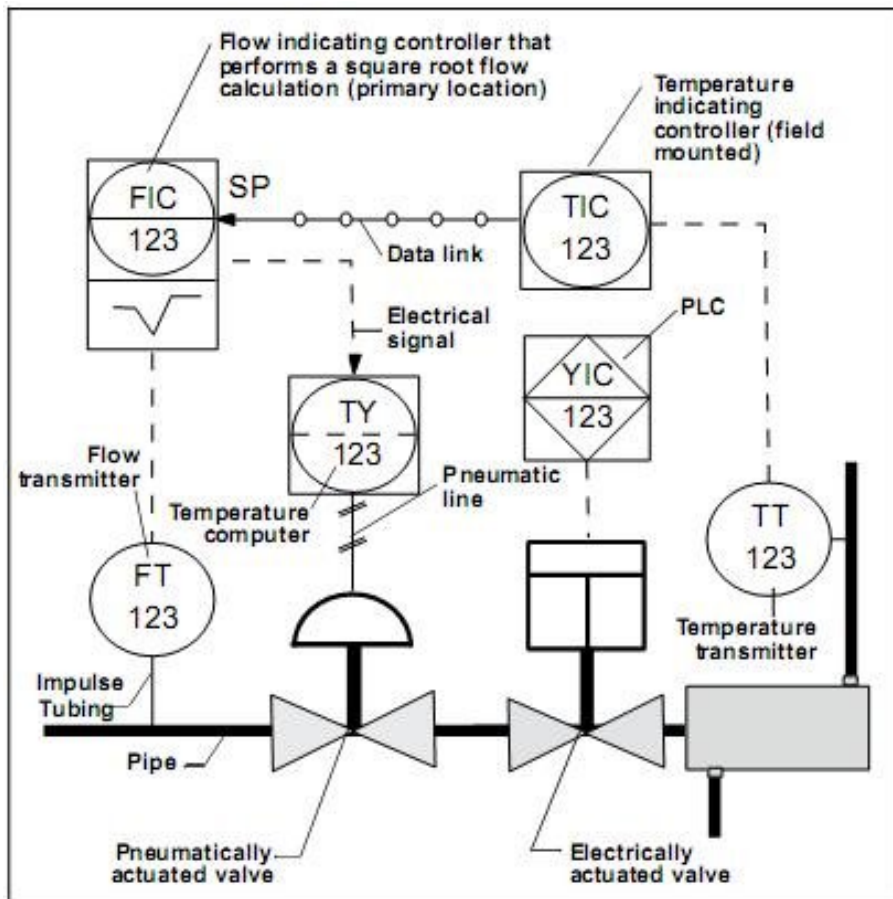 Flow indicating controller that
performs a square root flow
calculation (primary location)
Temperature
indicating
controller (field
mounted)
FIC
123
SP
TIC
123
Data link
Electrical
signal
PLC
YIC
123
TY
123
Flow
transmitter
Temperature
computer
Pneumatic
line
FT
123
TT
123
Temperature
transmitter
Impulse
Tubing
Pipe
Pneumatically
actuated valve
Electrically
actuated valve